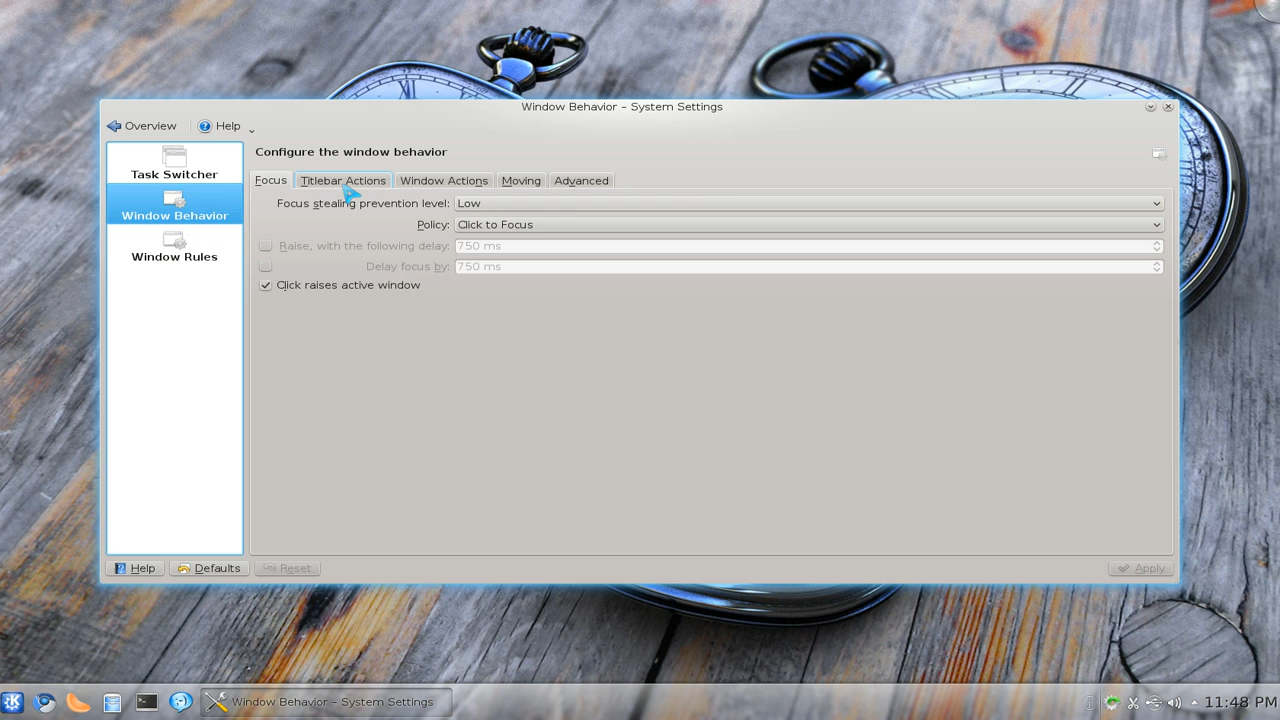 Window Behavior – System Settings
Overview
Help
Configure the window behavior
Task Switcher
Window Behavior
Window Rules
Focus
Titlebar Actions
Window Actions
Moving
Advanced
Focus stealing prevention level: Low
Policy: Click to Focus
Raise, with the following delay: 750 ms
Delay focus by: 750 ms
Click raises active window
Help
Defaults
Reset
Apply
Window Behavior – System Settings
11:48 PM